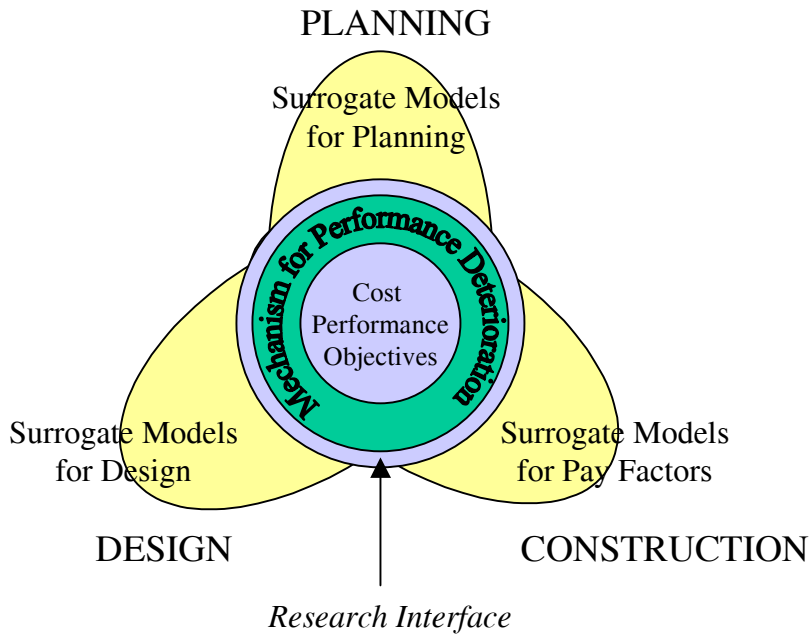 PLANNING
Surrogate Models
for Planning
Mechanism for Performance Deterioration
Cost
Performance
Objectives
Surrogate Models
for Design
Surrogate Models
for Pay Factors
DESIGN
CONSTRUCTION
Research Interface